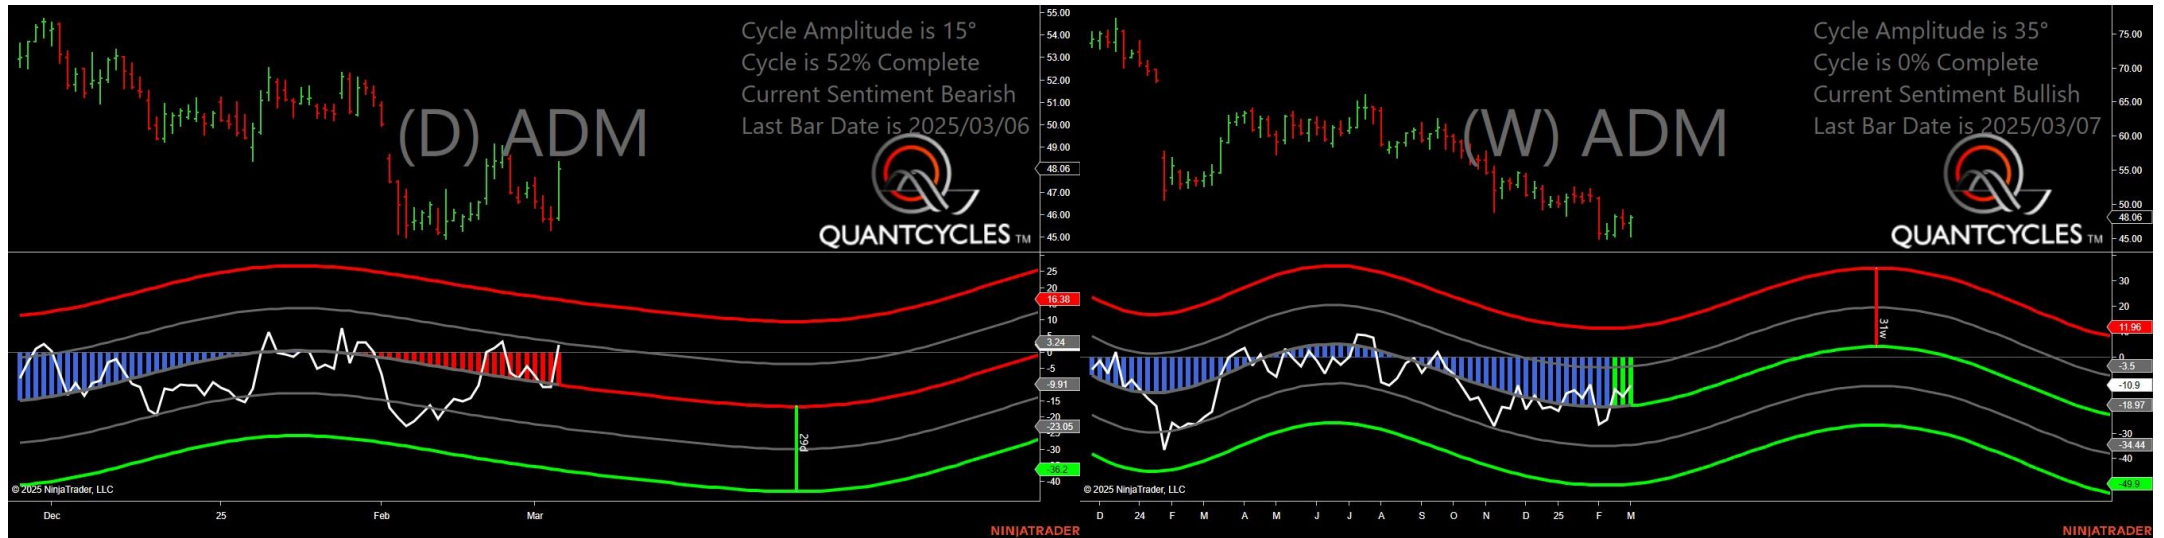 Cycle Amplitude is 15°
Cycle is 52% Complete
Current Sentiment Bearish
Last Bar Date is 2025/03/06
(D) ADM
QUANTCYCLES TM
55.00
54.00
53.00
52.00
51.00
50.00
49.00
48.06
47.00
46.00
45.00
25
20
16.38
10
5
3.24
0
-5
-9.91
-15
-20
-23.05
-25
-30
-36.2
-40
29d
© 2025 NinjaTrader, LLC
Dec
25
Feb
Mar
NINJATRADER
Cycle Amplitude is 35°
Cycle is 0% Complete
Current Sentiment Bullish
Last Bar Date is 2025/03/07
(W) ADM
QUANTCYCLES TM
75.00
70.00
65.00
60.00
55.00
50.00
48.06
45.00
30
20
11.96
0
-3.5
-10.9
-18.97
-30
-34.44
-40
-49.9
31w
© 2025 NinjaTrader, LLC
D 24 F M A M J J A S O N D 25 F M
NINJATRADER